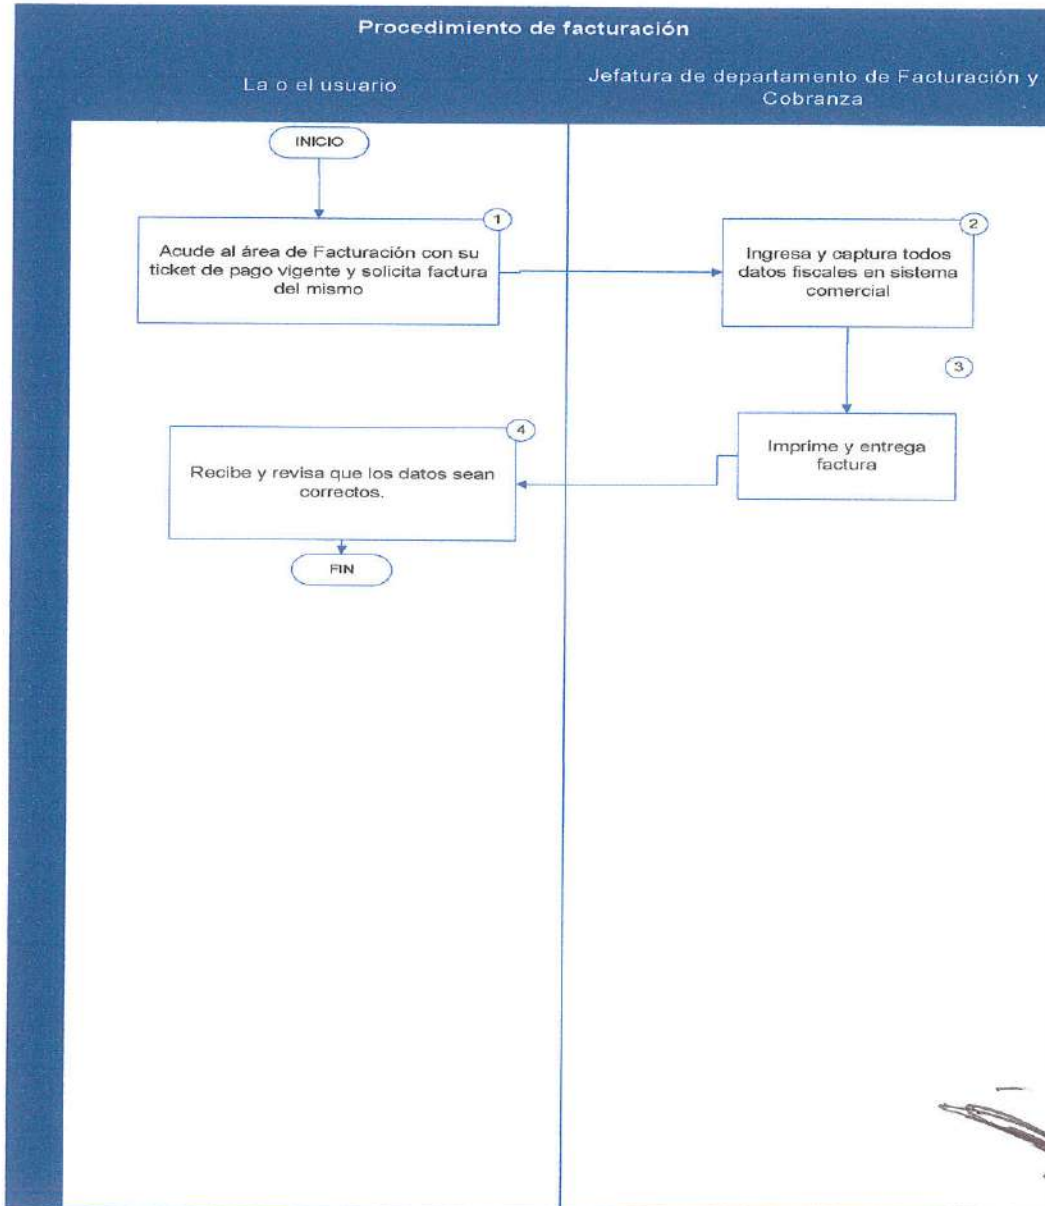 Procedimiento de facturación
La o el usuario
Jefatura de departamento de Facturación y
Cobranza
INICIO
1
Acude al área de Facturación con su
ticket de pago vigente y solicita factura
del mismo
2
Ingresa y captura todos
datos fiscales en sistema
comercial
3
Imprime y entrega
factura
4
Recibe y revisa que los datos sean
correctos.
FIN